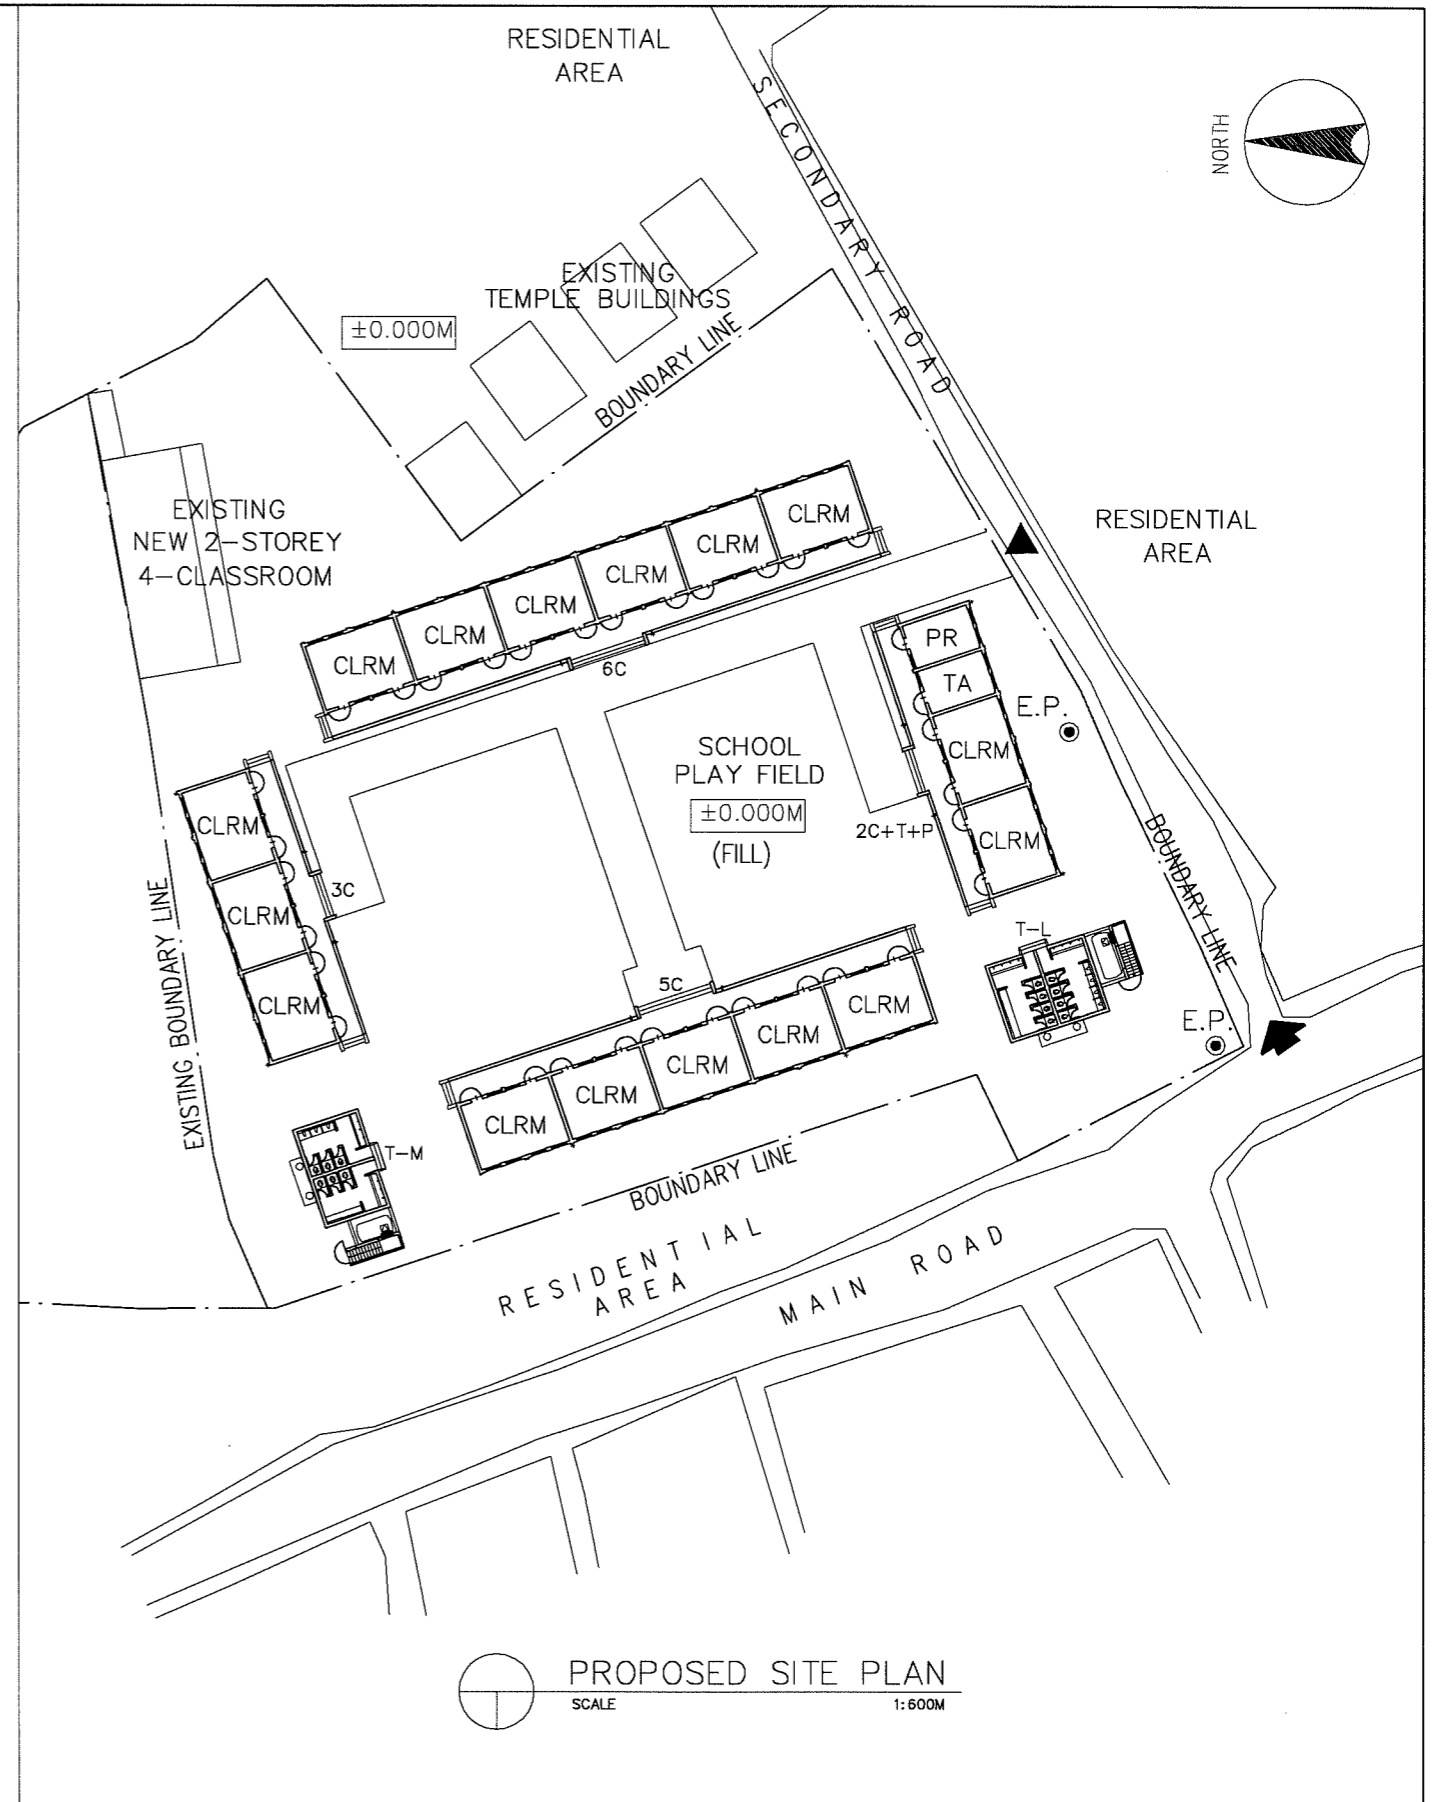 RESIDENTIAL
AREA
SECONDARY ROAD
NORTH
EXISTING
TEMPLE BUILDINGS
±0.000M
BOUNDARY LINE
EXISTING
NEW 2-STOREY
4-CLASSROOM
RESIDENTIAL
AREA
CLRM
CLRM
CLRM
CLRM
CLRM
CLRM
6C
PR
TA
CLRM
CLRM
2C+T+P
E.P.
SCHOOL
PLAY FIELD
±0.000M
(FILL)
CLRM
CLRM
CLRM
3C
BOUNDARY LINE
EXISTING BOUNDARY LINE
T-L
5C
CLRM
CLRM
CLRM
CLRM
CLRM
E.P.
T-M
BOUNDARY LINE
RESIDENTIAL
AREA
MAIN ROAD
PROPOSED SITE PLAN
SCALE 1:600M